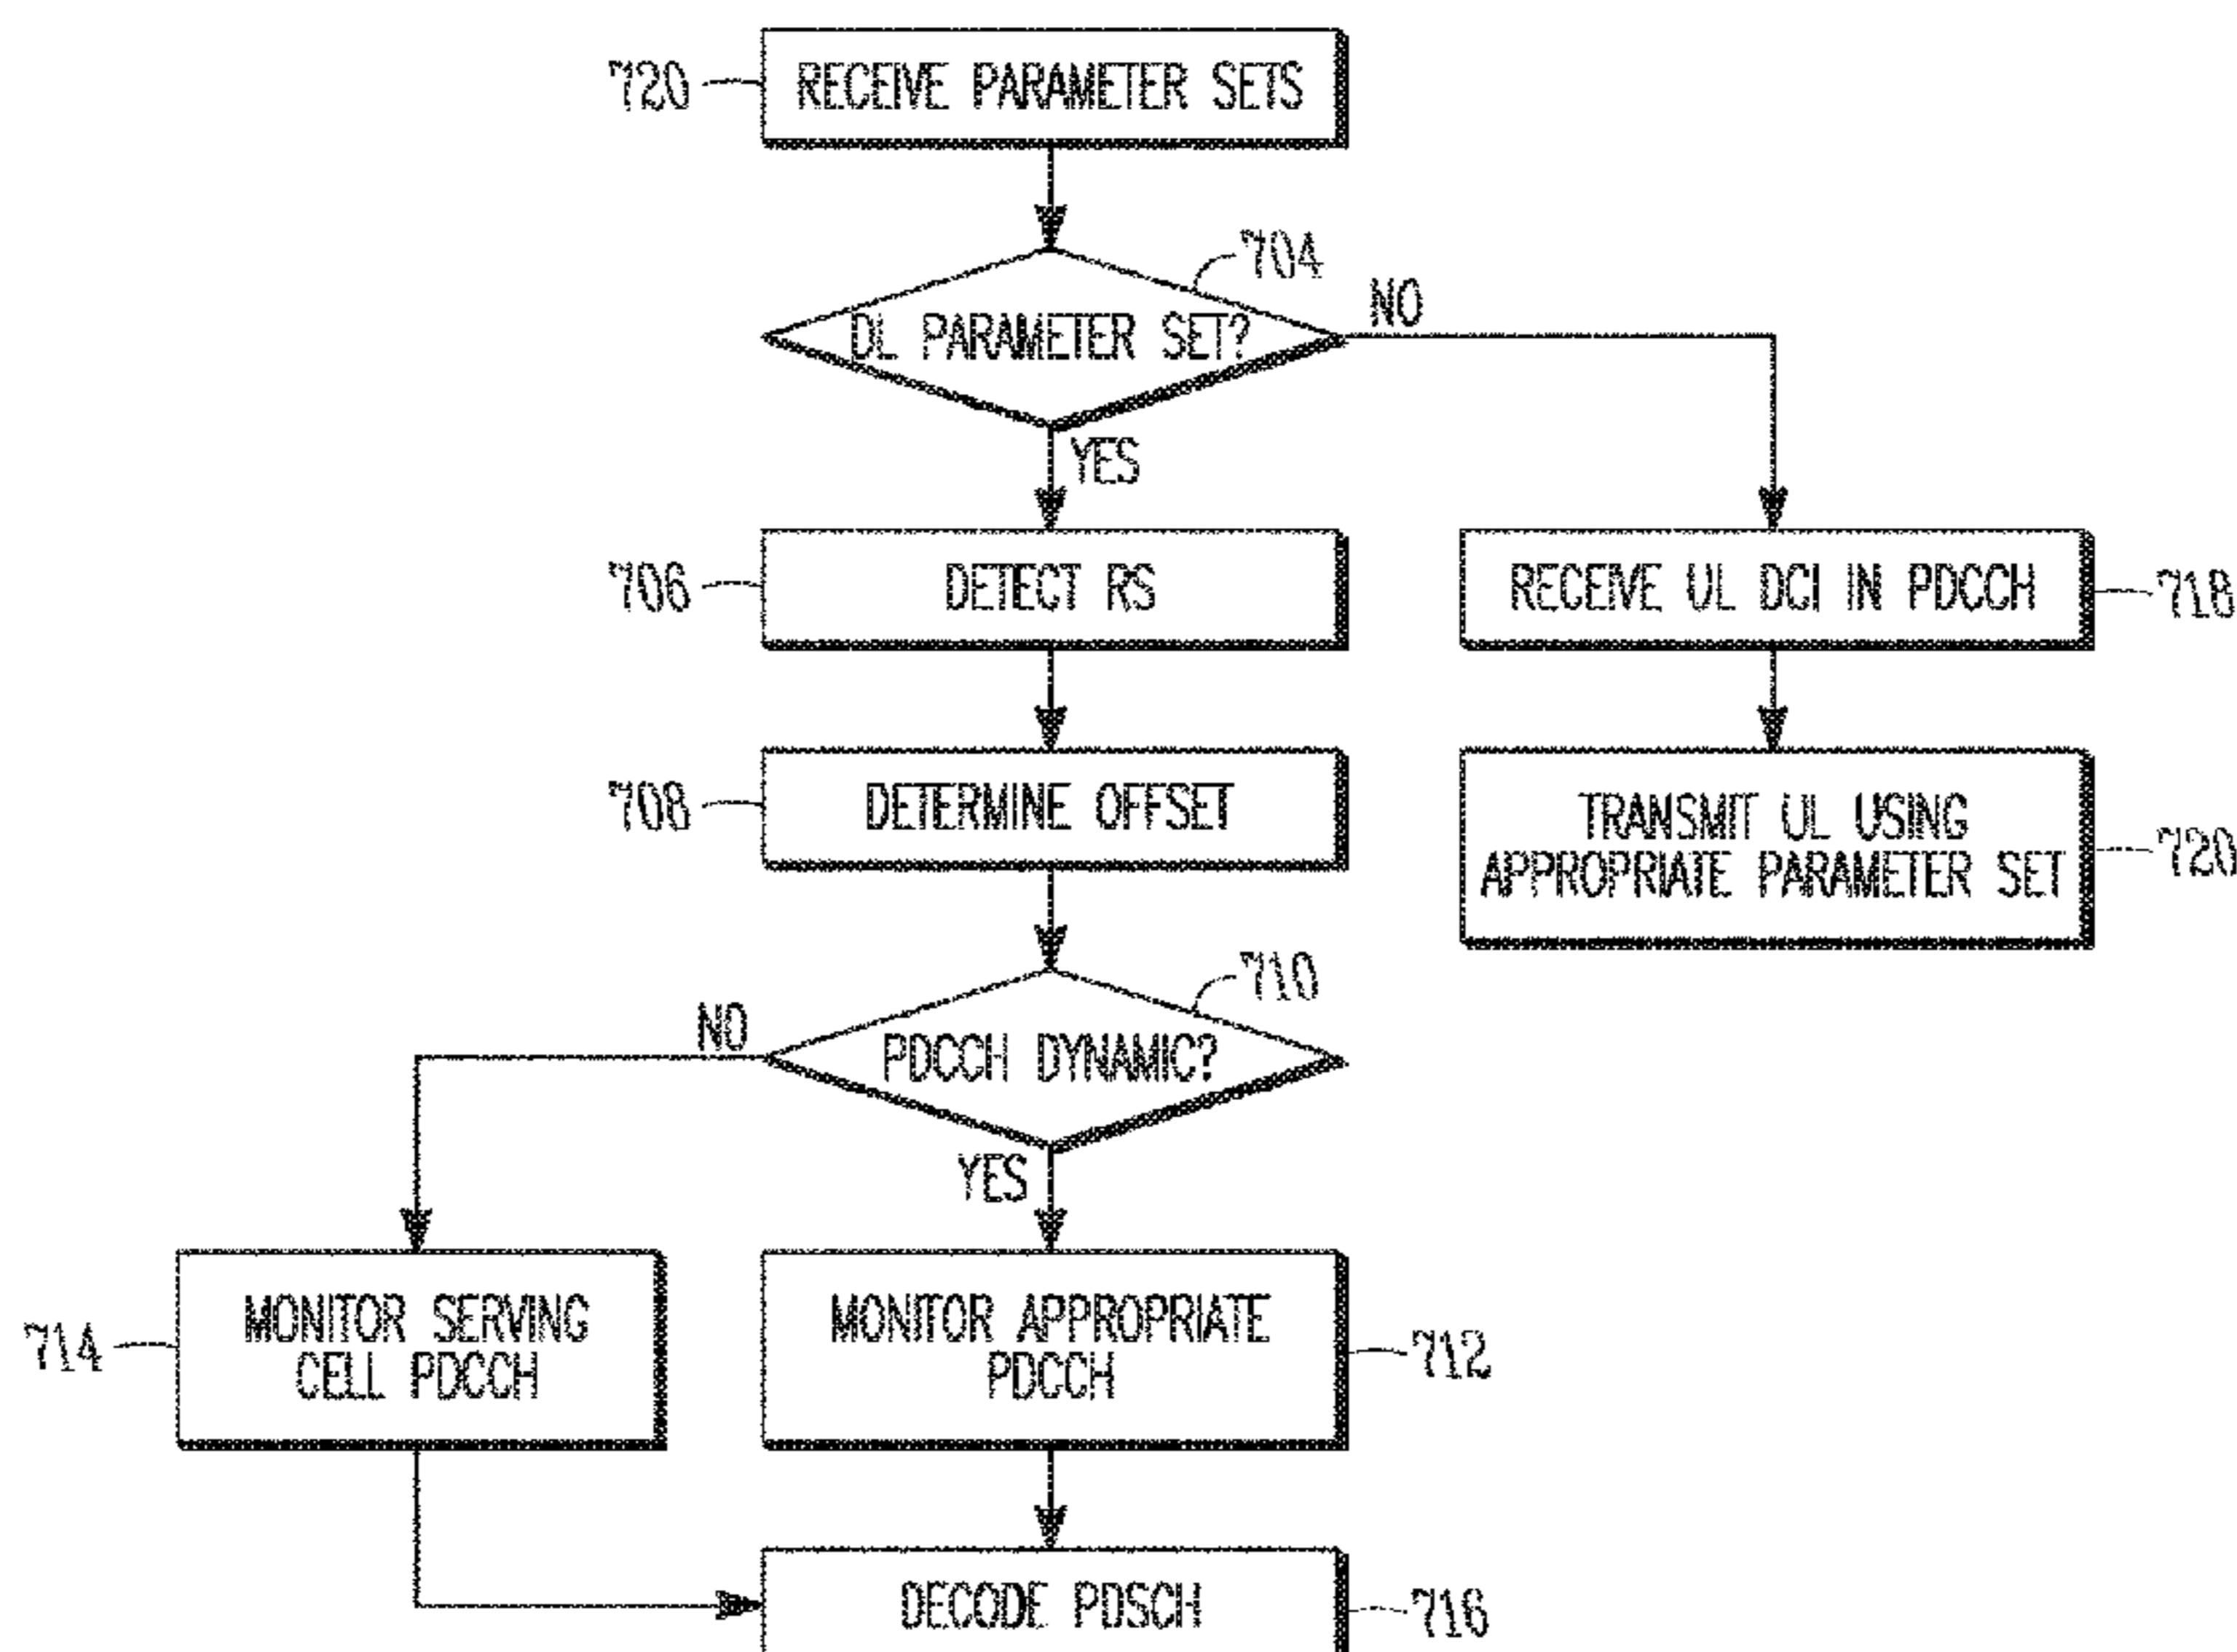 720
RECEIVE PARAMETER SETS
704
DL PARAMETER SET?
NO
YES
706
DETECT RS
RECEIVE UL DCI IN PDCCH
718
708
DETERMINE OFFSET
TRANSMIT UL USING
APPROPRIATE PARAMETER SET
720
710
NO
PDCCH DYNAMIC?
YES
714
MONITOR SERVING
CELL PDCCH
MONITOR APPROPRIATE
PDCCH
712
DECODE PDSCH
716